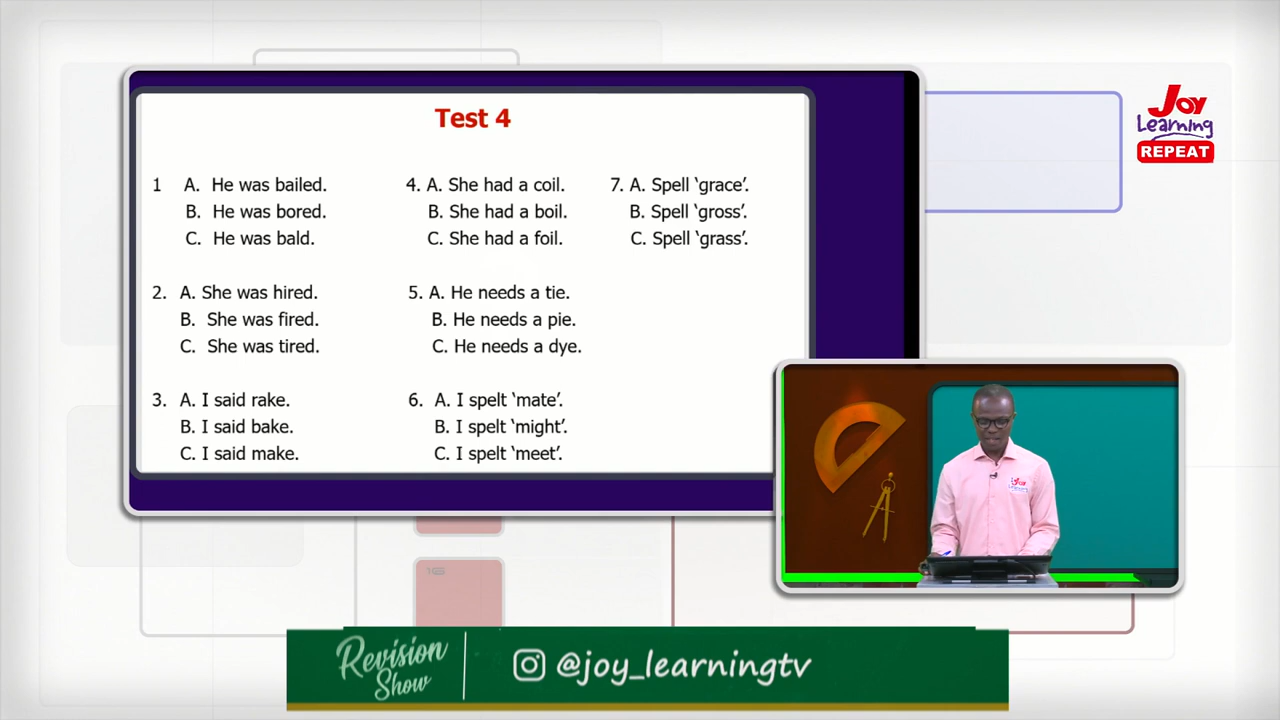 Test 4
1 A. He was bailed.
B. He was bored.
C. He was bald.
2. A. She was hired.
B. She was fired.
C. She was tired.
3. A. I said rake.
B. I said bake.
C. I said make.
4. A. She had a coil.
B. She had a boil.
C. She had a foil.
5. A. He needs a tie.
B. He needs a pie.
C. He needs a dye.
6. A. I spelt ‘mate’.
B. I spelt ‘might’.
C. I spelt ‘meet’.
7. A. Spell ‘grace’.
B. Spell ‘gross’.
C. Spell ‘grass’.
Joy
Learning
REPEAT
Joy
Revision
Show
@joy_learningtv